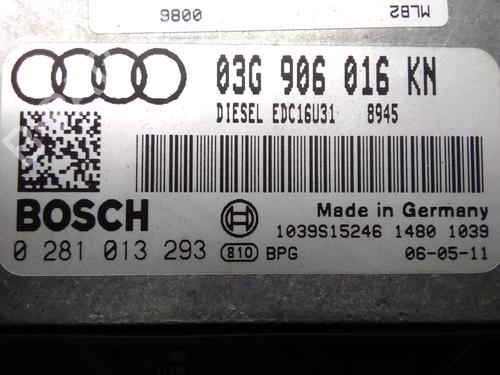 9800
MLB2
03G 906 016 KN
DIESEL EDC16U31 8945
BOSCH
Made in Germany
1039S15246 1480 1039
0 281 013 293
810
BPG
06-05-11